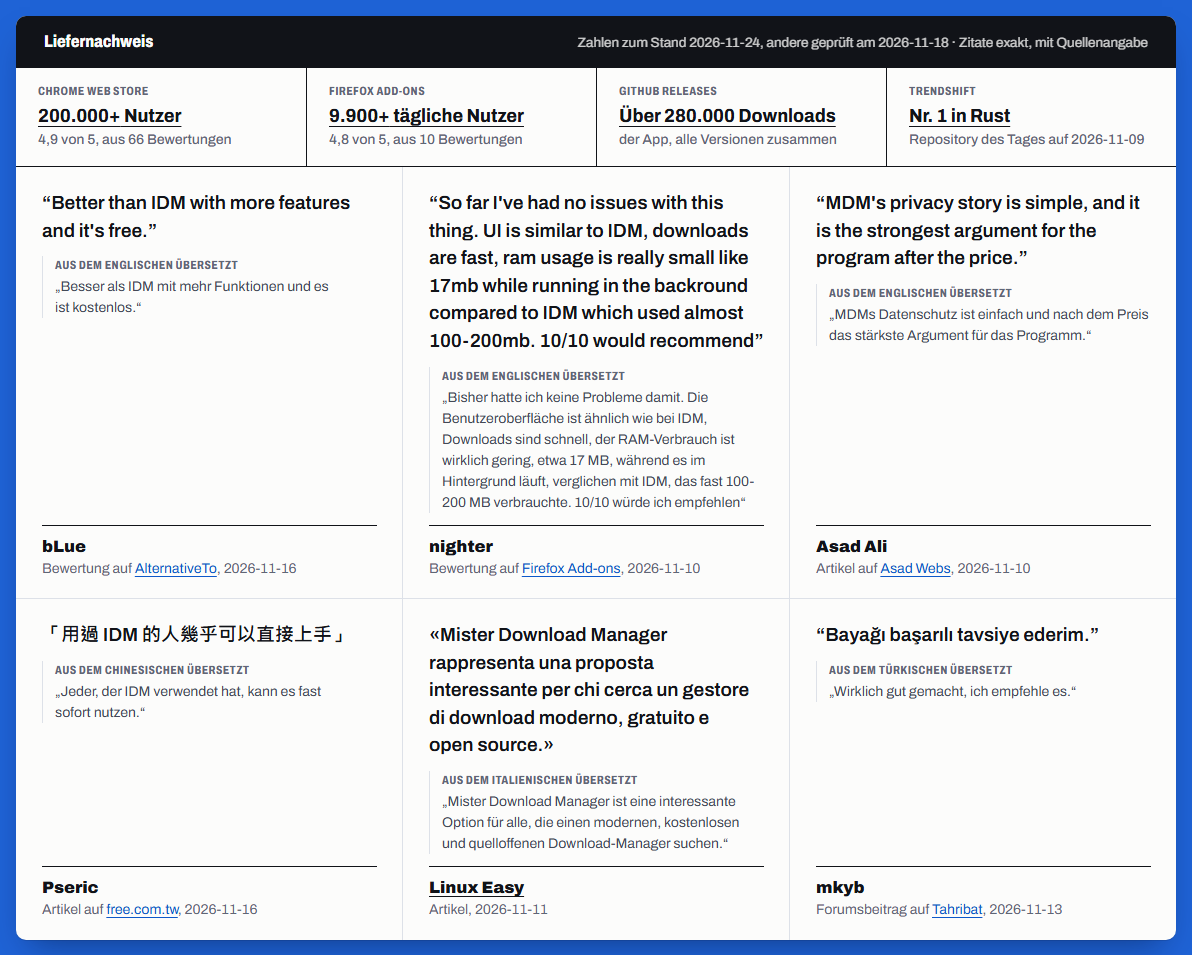 Liefernachweis
Zahlen zum Stand 2026-11-24, andere geprüft am 2026-11-18 · Zitate exakt, mit Quellenangabe
CHROME WEB STORE
200.000+ Nutzer
4,9 von 5, aus 66 Bewertungen
FIREFOX ADD-ONS
9.900+ tägliche Nutzer
4,8 von 5, aus 10 Bewertungen
GITHUB RELEASES
Über 280.000 Downloads
der App, alle Versionen zusammen
TRENDSHIFT
Nr. 1 in Rust
Repository des Tages auf 2026-11-09
“Better than IDM with more features
and it's free.”
AUS DEM ENGLISCHEN ÜBERSETZT
„Besser als IDM mit mehr Funktionen und es
ist kostenlos.“
bLue
Bewertung auf AlternativeTo, 2026-11-16
“So far I've had no issues with this
thing. UI is similar to IDM, downloads
are fast, ram usage is really small like
17mb while running in the backround
compared to IDM which used almost
100-200mb. 10/10 would recommend”
AUS DEM ENGLISCHEN ÜBERSETZT
„Bisher hatte ich keine Probleme damit. Die
Benutzeroberfläche ist ähnlich wie bei IDM,
Downloads sind schnell, der RAM-Verbrauch ist
wirklich gering, etwa 17 MB, während es im
Hintergrund läuft, verglichen mit IDM, das fast 100-
200 MB verbrauchte. 10/10 würde ich empfehlen“
nighter
Bewertung auf Firefox Add-ons, 2026-11-10
“MDM's privacy story is simple, and it
is the strongest argument for the
program after the price.”
AUS DEM ENGLISCHEN ÜBERSETZT
„MDMs Datenschutz ist einfach und nach dem Preis
das stärkste Argument für das Programm.“
Asad Ali
Artikel auf Asad Webs, 2026-11-10
「用過 IDM 的人幾乎可以直接上手」
AUS DEM CHINESISCHEN ÜBERSETZT
„Jeder, der IDM verwendet hat, kann es fast
sofort nutzen.“
Pseric
Artikel auf free.com.tw, 2026-11-16
«Mister Download Manager
rappresenta una proposta
interessante per chi cerca un gestore
di download moderno, gratuito e
open source.»
AUS DEM ITALIENISCHEN ÜBERSETZT
„Mister Download Manager ist eine interessante
Option für alle, die einen modernen, kostenlosen
und quelloffenen Download-Manager suchen.“
Linux Easy
Artikel, 2026-11-11
“Bayağı başarılı tavsiye ederim.”
AUS DEM TÜRKISCHEN ÜBERSETZT
„Wirklich gut gemacht, ich empfehle es.“
mkyb
Forumsbeitrag auf Tahribat, 2026-11-13